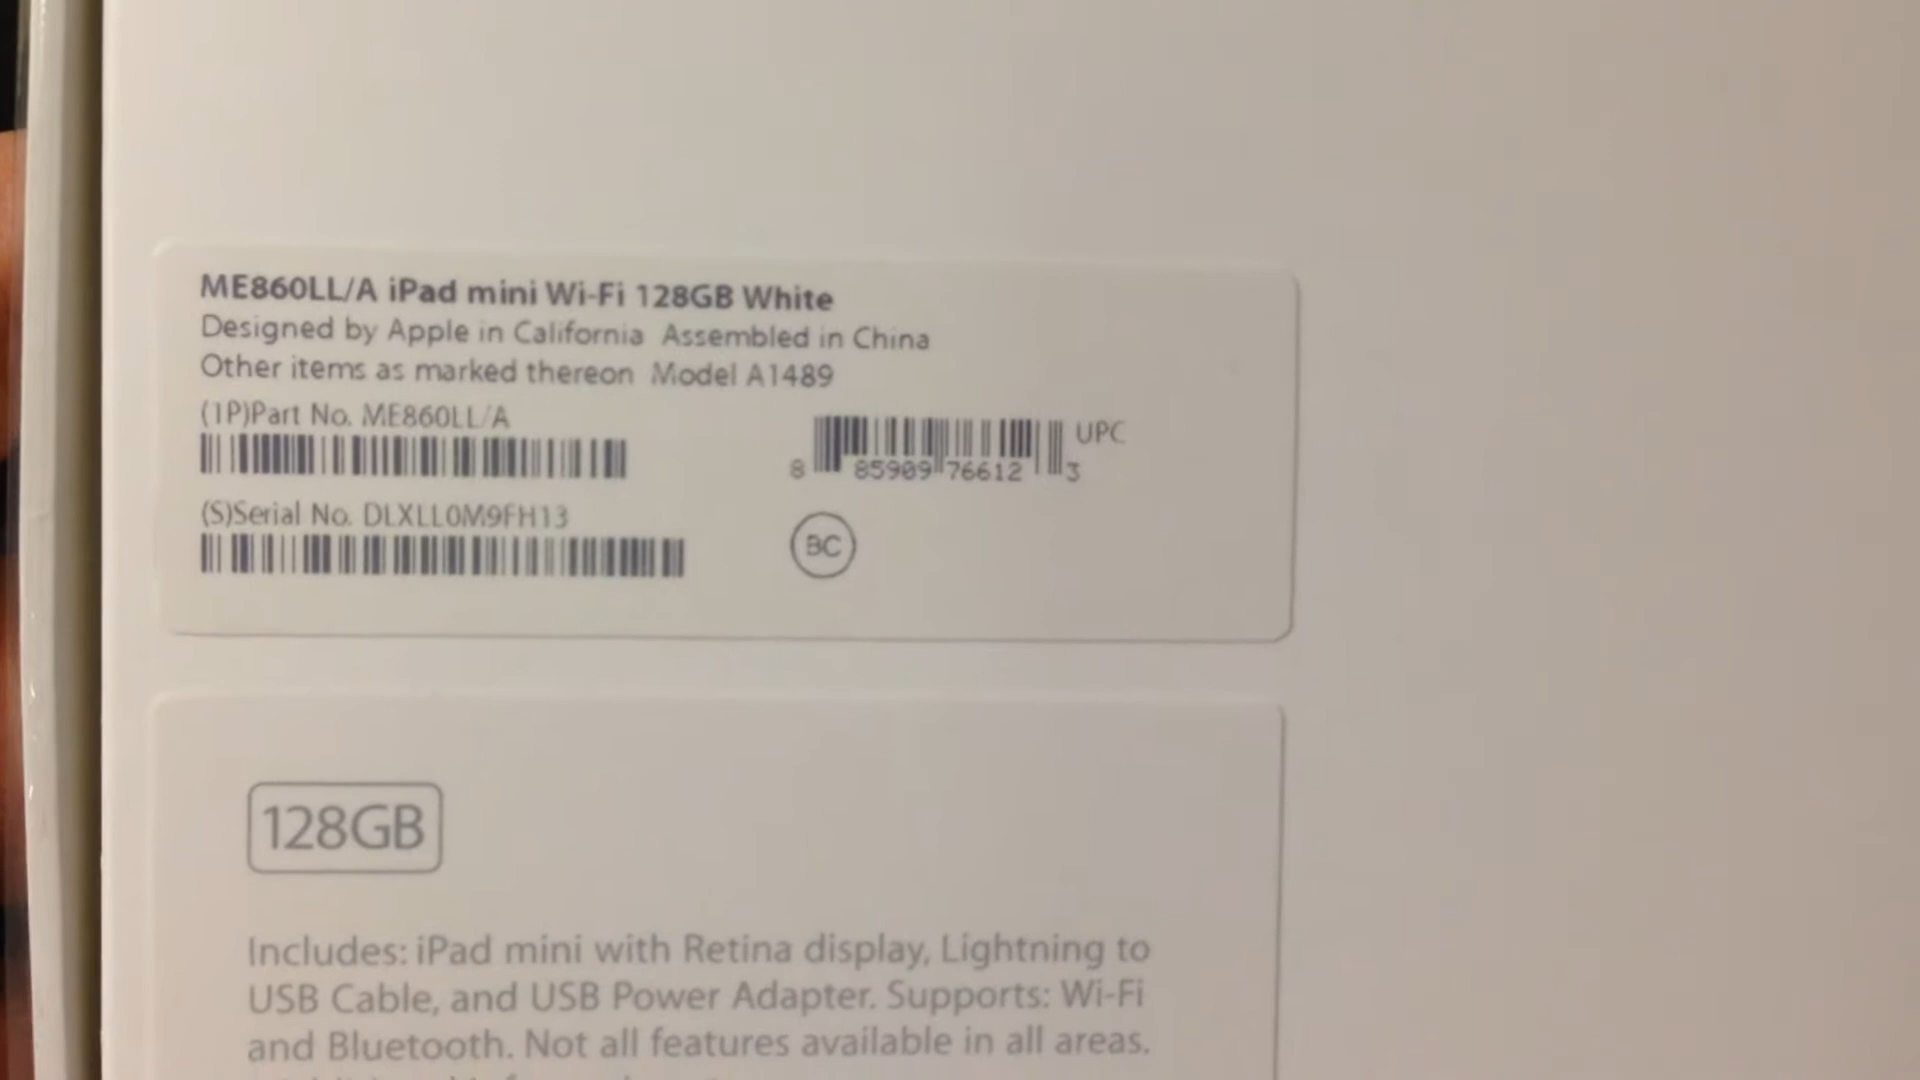 ME860LL/A iPad mini Wi-Fi 128GB White
Designed by Apple in California Assembled in China
Other items as marked thereon Model A1489
(1P)Part No. ME860LL/A
UPC
8 85909 76612 3
(S)Serial No. DLXLL0M9FH13
BC
128GB
Includes: iPad mini with Retina display, Lightning to
USB Cable, and USB Power Adapter. Supports: Wi-Fi
and Bluetooth. Not all features available in all areas.